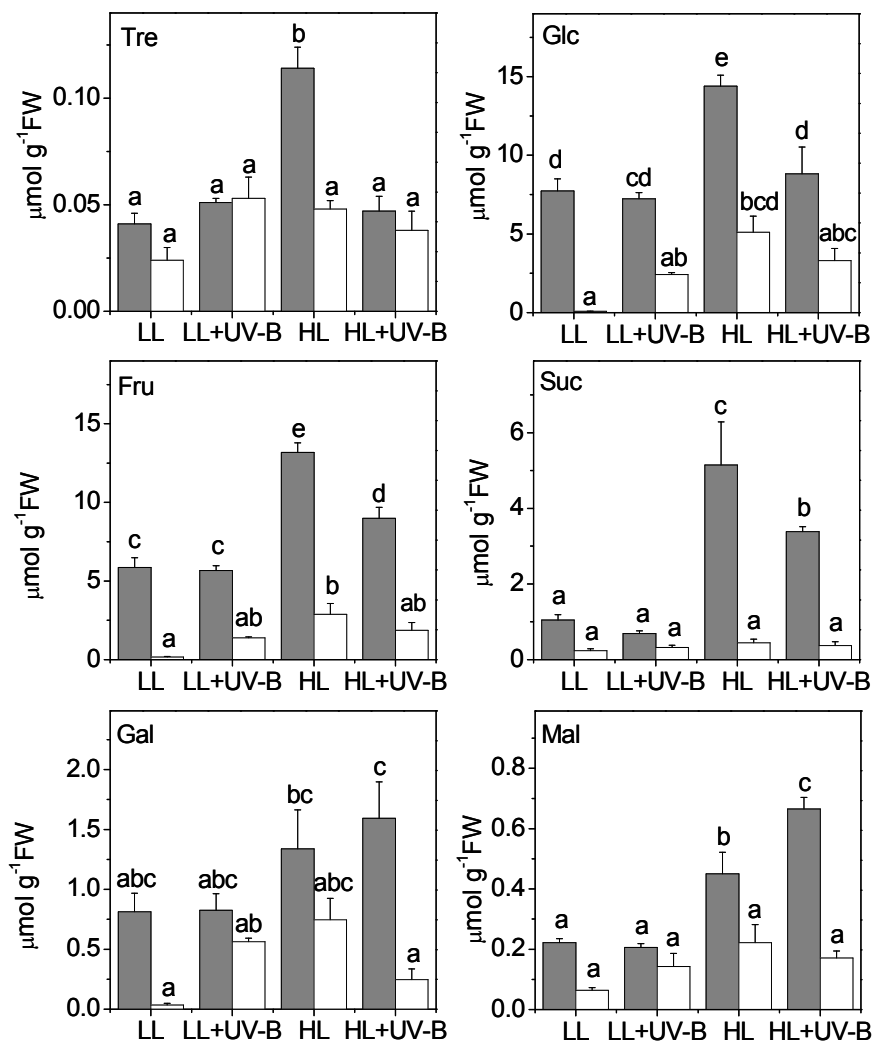 Tre
μmol g⁻¹FW
0.10
0.05
0.00
a
a
a
a
b
a
a
a
LL LL+UV-B HL HL+UV-B
Glc
μmol g⁻¹FW
15
10
5
0
d
a
cd
ab
e
bcd
d
abc
LL LL+UV-B HL HL+UV-B
Fru
μmol g⁻¹FW
15
10
5
0
c
a
c
ab
e
b
d
ab
LL LL+UV-B HL HL+UV-B
Suc
μmol g⁻¹FW
6
4
2
0
a
a
a
a
c
a
b
a
LL LL+UV-B HL HL+UV-B
Gal
μmol g⁻¹FW
2.0
1.5
1.0
0.5
0.0
abc
a
abc
ab
bc
abc
c
a
LL LL+UV-B HL HL+UV-B
Mal
μmol g⁻¹FW
0.8
0.6
0.4
0.2
0.0
a
a
a
a
b
a
c
a
LL LL+UV-B HL HL+UV-B